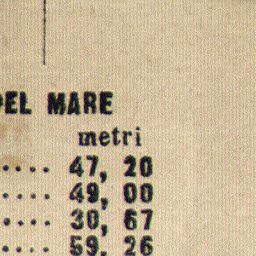 DEL MARE
metri
.... 47, 20
.... 49, 00
.... 30, 67
.... 59, 26